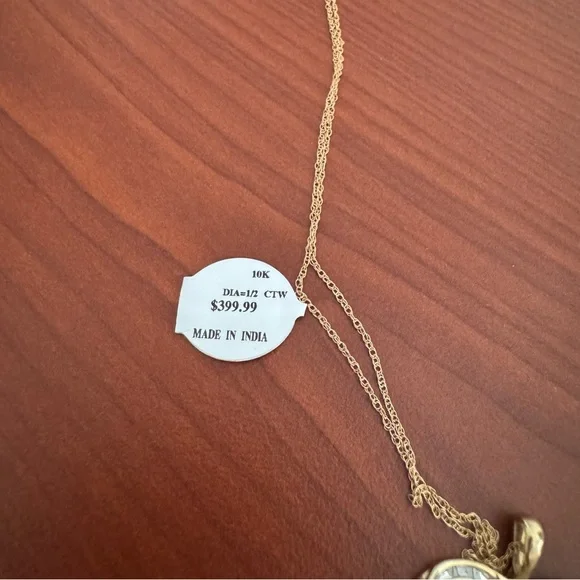 10K
DIA=1/2 CTW
$399.99
MADE IN INDIA